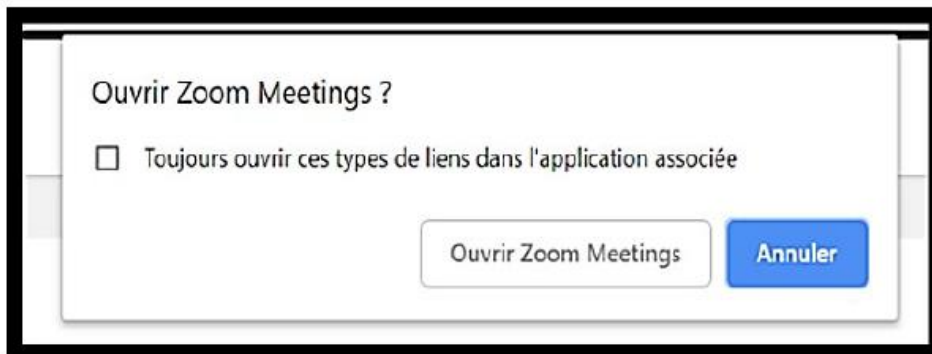 Ouvrir Zoom Meetings ?
Toujours ouvrir ces types de liens dans l'application associée
Ouvrir Zoom Meetings
Annuler